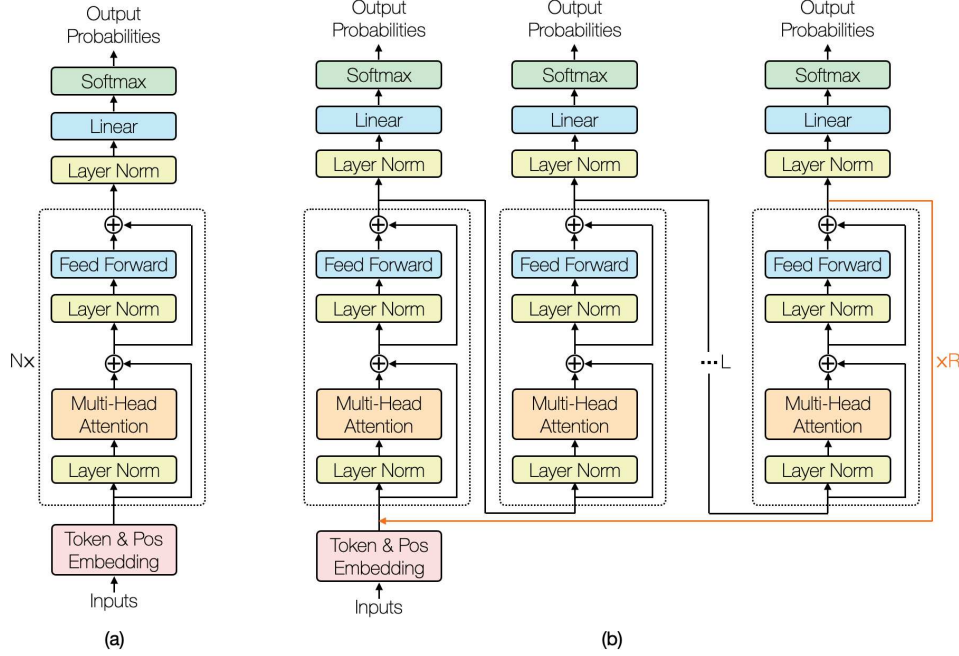 Output
Probabilities
Softmax
Linear
Layer Norm
Feed Forward
Layer Norm
Nx
Multi-Head
Attention
Layer Norm
Token & Pos
Embedding
Inputs
(a)
Output
Probabilities
Softmax
Linear
Layer Norm
Feed Forward
Layer Norm
Multi-Head
Attention
Layer Norm
Token & Pos
Embedding
Inputs
Output
Probabilities
Softmax
Linear
Layer Norm
Feed Forward
Layer Norm
Multi-Head
Attention
Layer Norm
...L
Output
Probabilities
Softmax
Linear
Layer Norm
Feed Forward
Layer Norm
Multi-Head
Attention
Layer Norm
xR
(b)